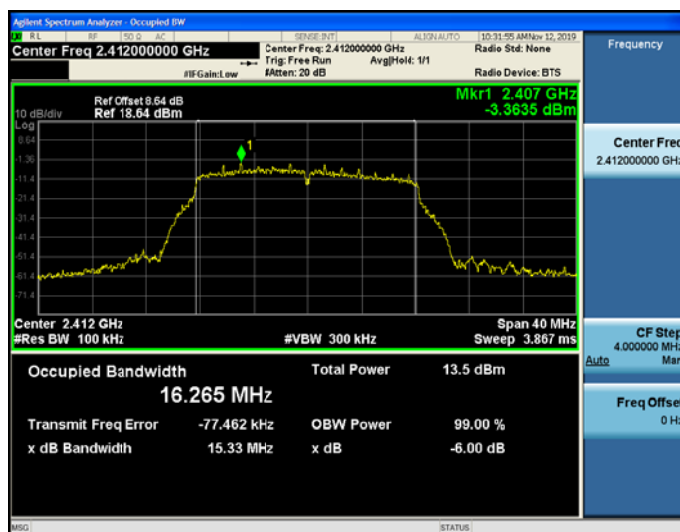 Agilent Spectrum Analyzer - Occupied BW
RL RF 50 Ω AC SENSE:INT ALIGN AUTO 10:31:55 AM Nov 12, 2019
Center Freq 2.412000000 GHz Center Freq: 2.412000000 GHz Radio Std: None Frequency
Trig: Free Run Avg|Hold: 1/1
#IFGain:Low #Atten: 20 dB Radio Device: BTS
Ref Offset 8.64 dB Mkr1 2.407 GHz
10 dB/div Ref 18.64 dBm -3.3635 dBm
Log
8.64
-1.36
-11.4
-21.4
-31.4
-41.4
-51.4
-61.4
-71.4
1
Center Freq
2.412000000 GHz
Center 2.412 GHz Span 40 MHz
#Res BW 100 kHz #VBW 300 kHz Sweep 3.867 ms
CF Step
4.000000 MHz
Auto Man
Occupied Bandwidth Total Power 13.5 dBm
16.265 MHz
Transmit Freq Error -77.462 kHz OBW Power 99.00 %
x dB Bandwidth 15.33 MHz x dB -6.00 dB
Freq Offset
0 Hz
MSG STATUS